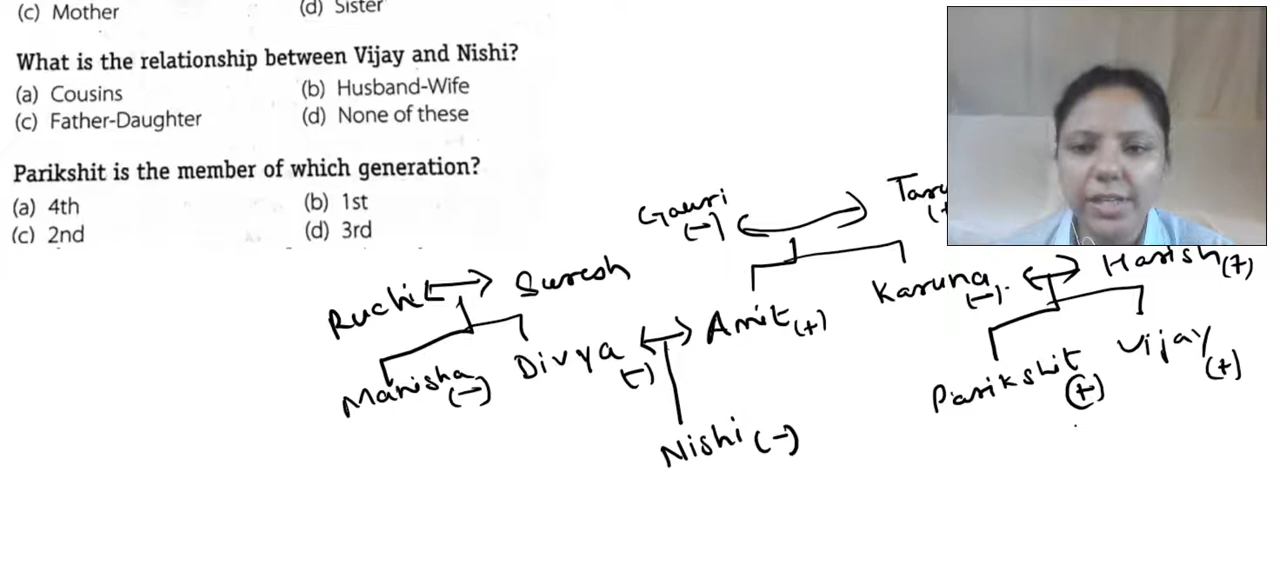 (c) Mother
(d) Sister
What is the relationship between Vijay and Nishi?
(a) Cousins
(b) Husband-Wife
(c) Father-Daughter
(d) None of these
Parikshit is the member of which generation?
(a) 4th
(b) 1st
(c) 2nd
(d) 3rd
Gauri
(-)
Karuna
(-)
Harish (+)
Ruchi
Suresh
Manisha
(-)
Divya
(-)
Amit (+)
Parikshit
(+)
Vijay
(+)
Nishi (-)